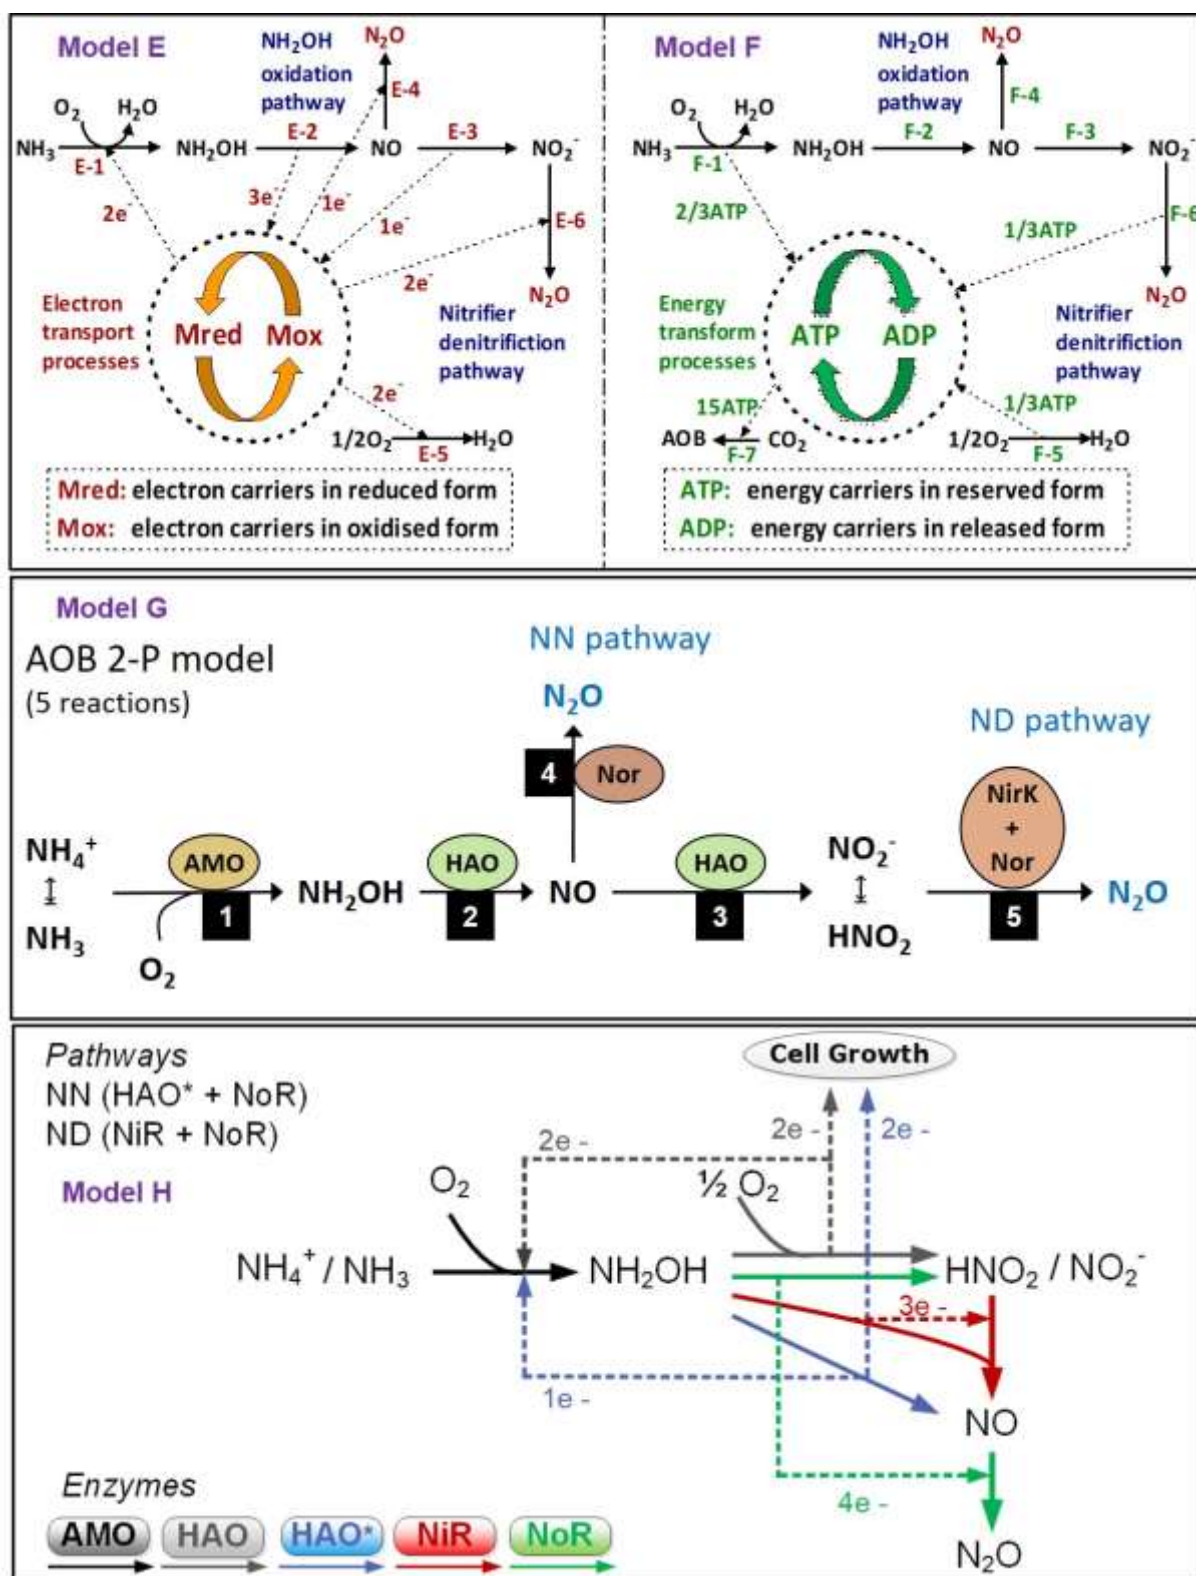 Model E
NH₂OH
oxidation
pathway
N₂O
E-4
O₂
H₂O
NH₃
E-1
NH₂OH
E-2
NO
E-3
NO₂⁻
2e⁻
3e⁻
1e⁻
1e⁻
E-6
2e⁻
N₂O
Electron
transport
processes
Mred
Mox
Nitrifier
denitrifiction
pathway
2e⁻
1/2O₂
E-5
H₂O
Mred: electron carriers in reduced form
Mox: electron carriers in oxidised form
Model F
NH₂OH
oxidation
pathway
N₂O
F-4
O₂
H₂O
NH₃
F-1
NH₂OH
F-2
NO
F-3
NO₂⁻
2/3ATP
1/3ATP
F-6
N₂O
Energy
transform
processes
ATP
ADP
Nitrifier
denitrifiction
pathway
15ATP
1/3ATP
AOB
F-7
CO₂
1/2O₂
F-5
H₂O
ATP: energy carriers in reserved form
ADP: energy carriers in released form
Model G
AOB 2-P model
(5 reactions)
NN pathway
N₂O
ND pathway
4
Nor
NirK
+
Nor
NH₄⁺
NH₃
O₂
AMO
1
NH₂OH
HAO
2
NO
HAO
3
NO₂⁻
HNO₂
5
N₂O
Pathways
NN (HAO* + NoR)
ND (NiR + NoR)
Model H
Cell Growth
2e -
2e -
2e -
O₂
½ O₂
NH₄⁺ / NH₃
NH₂OH
HNO₂ / NO₂⁻
3e -
1e -
NO
4e -
N₂O
Enzymes
AMO
HAO
HAO*
NiR
NoR